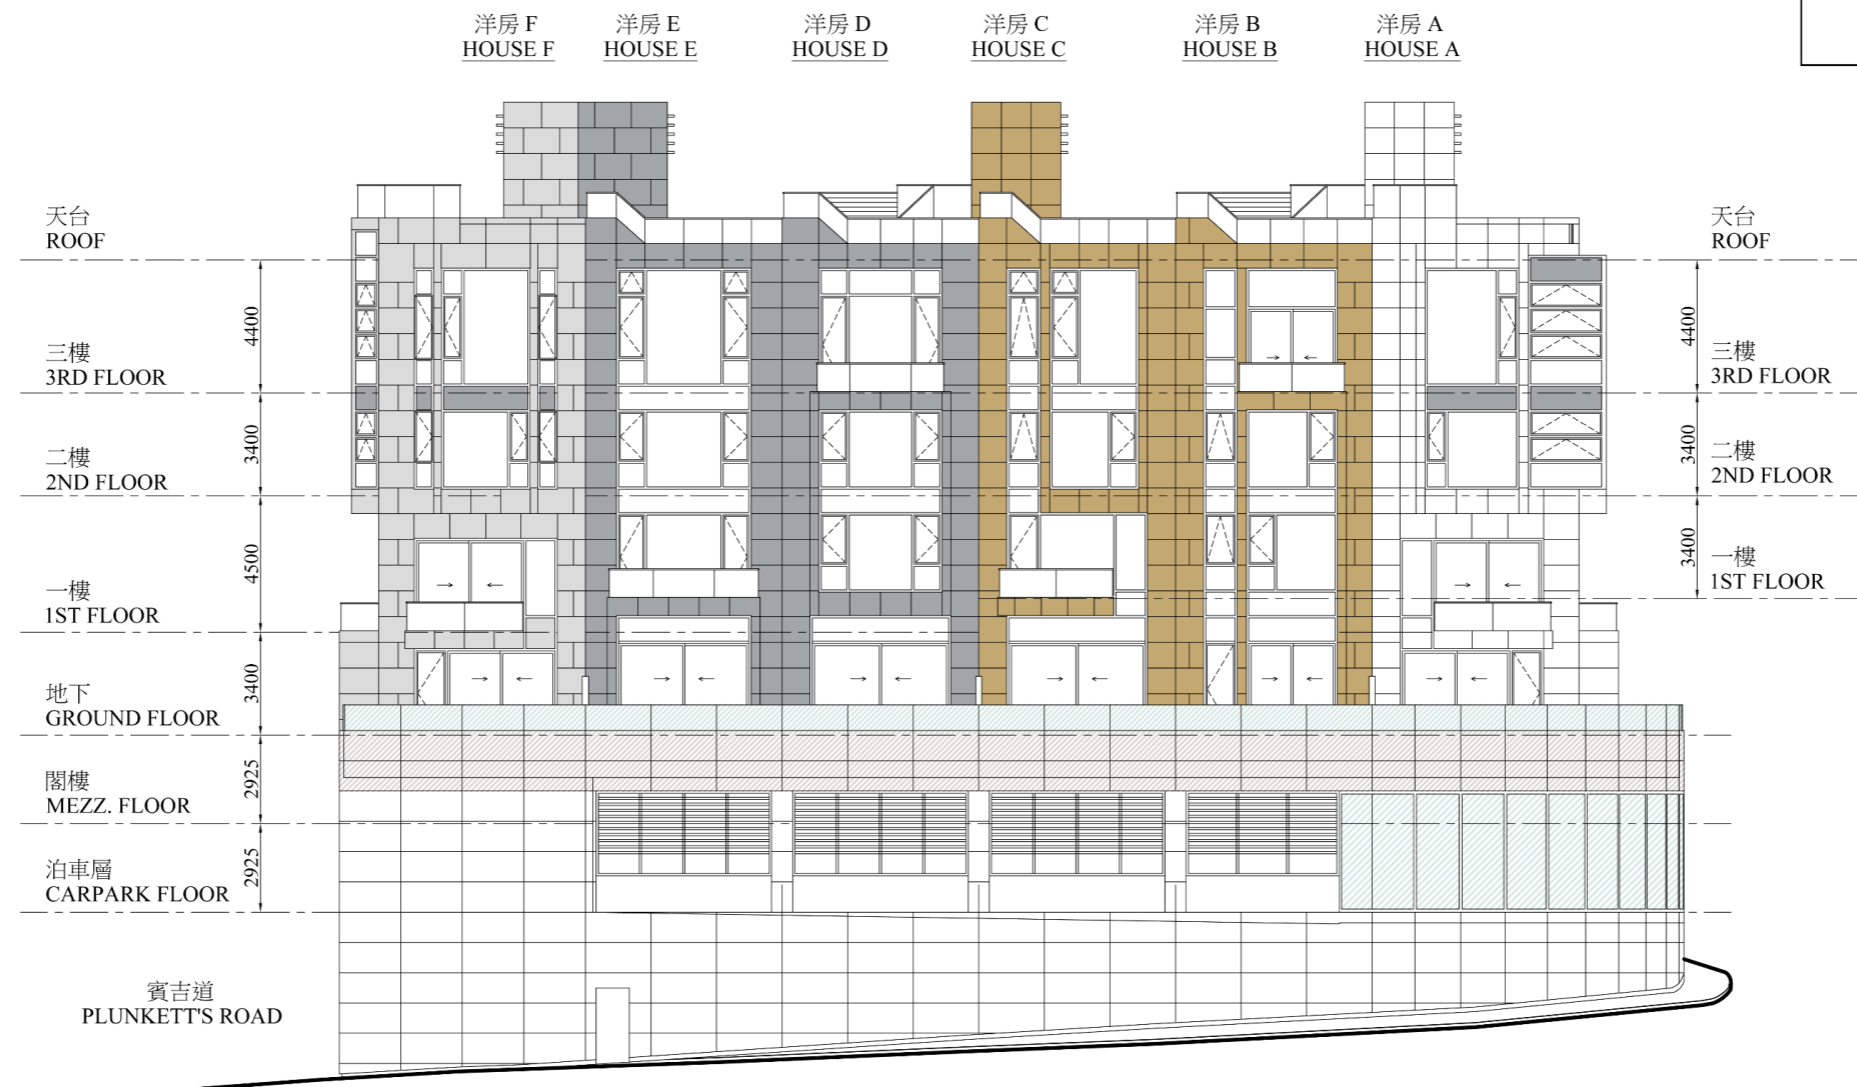 洋房 F
HOUSE F
洋房 E
HOUSE E
洋房 D
HOUSE D
洋房 C
HOUSE C
洋房 B
HOUSE B
洋房 A
HOUSE A
天台
ROOF
4400
三樓
3RD FLOOR
3400
二樓
2ND FLOOR
4500
一樓
1ST FLOOR
3400
地下
GROUND FLOOR
2925
閣樓
MEZZ. FLOOR
2925
泊車層
CARPARK FLOOR
賓吉道
PLUNKETT'S ROAD
天台
ROOF
4400
三樓
3RD FLOOR
3400
二樓
2ND FLOOR
3400
一樓
1ST FLOOR